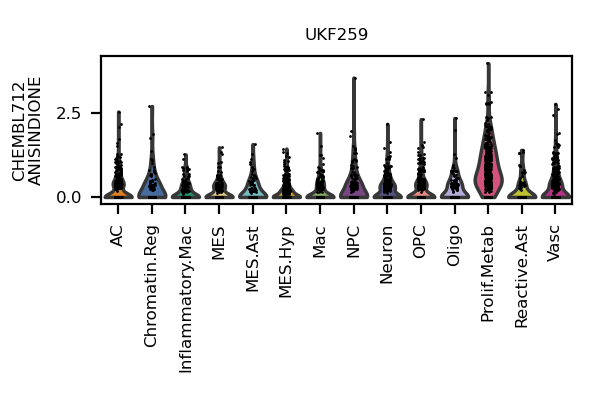 UKF259
CHEMBL712
ANISINDIONE
2.5
0.0
AC
Chromatin.Reg
Inflammatory.Mac
MES
MES.Ast
MES.Hyp
Mac
NPC
Neuron
OPC
Oligo
Prolif.Metab
Reactive.Ast
Vasc